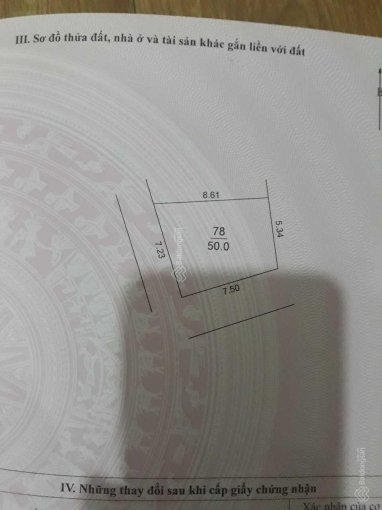 III. Sơ đồ thửa đất, nhà ở và tài sản khác gắn liền với đất
8.61
78
50.0
7.23
5.34
7.50
Batdongsan
IV. Những thay đổi sau khi cấp giấy chứng nhận
Xác nhận của cơ